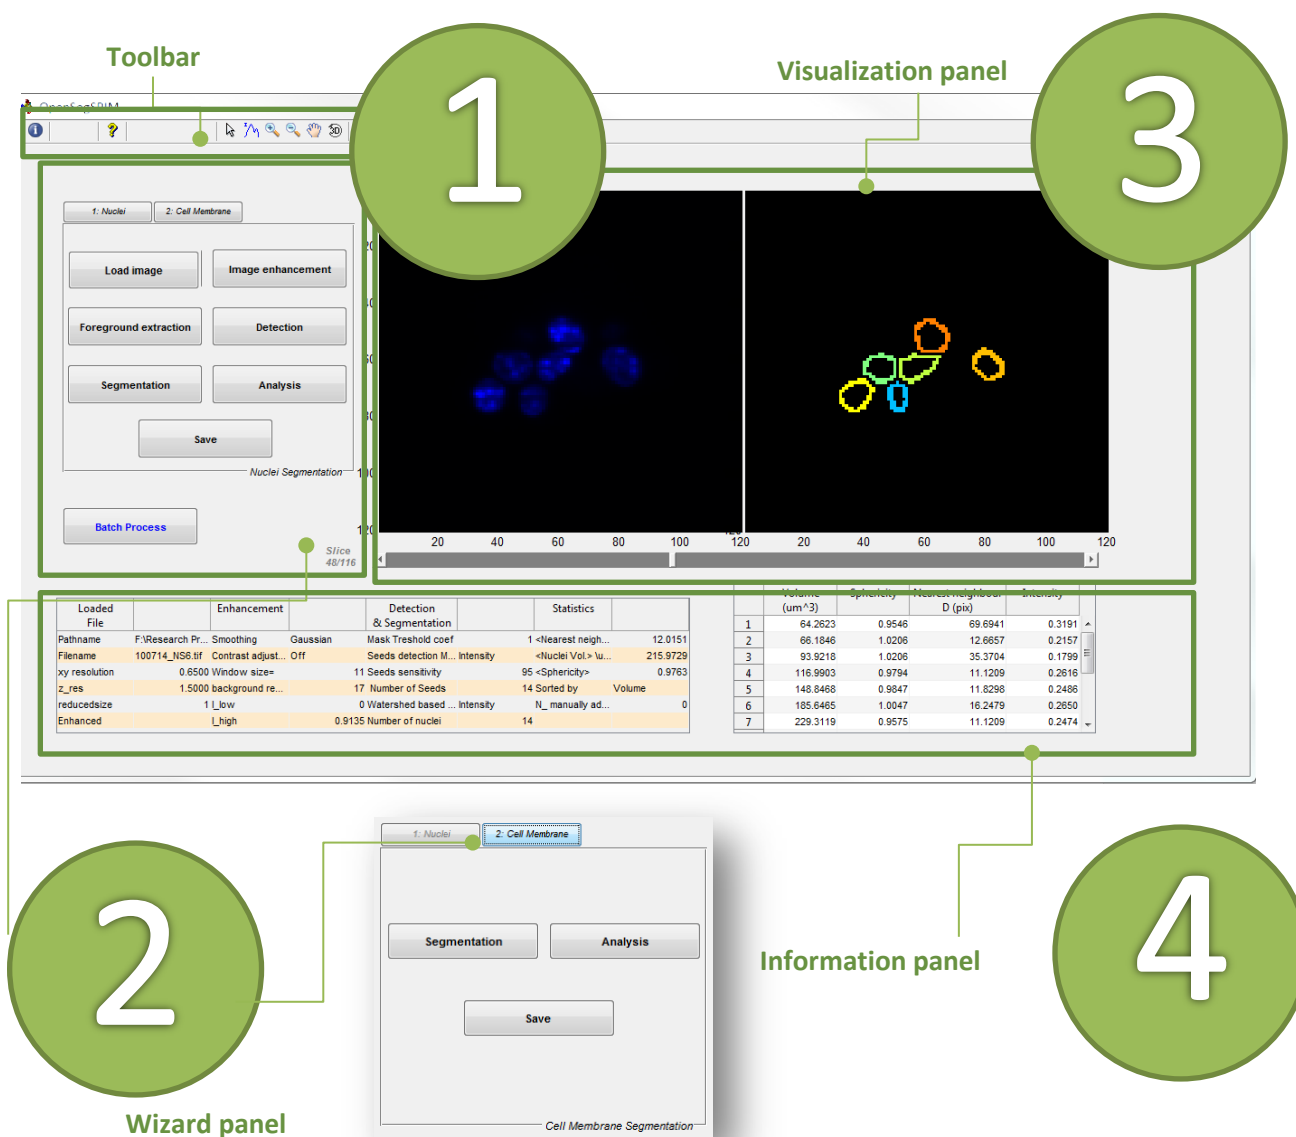 Toolbar
1
Visualization panel
3
OpenSegSPIM
3D
1: Nuclei
2: Cell Membrane
Load image
Image enhancement
Foreground extraction
Detection
Segmentation
Analysis
Save
Nuclei Segmentation
Batch Process
Slice
48/116
100
120
20 40 60 80 100 120
20 40 60 80 100 120
Loaded File Enhancement Detection & Segmentation Statistics
Pathname F:\Research Pr... Smoothing Gaussian Mask Treshold coef 1 <Nearest neigh... 12.0151
Filename 100714_NS6.tif Contrast adjust... Off Seeds detection M... Intensity <Nuclei Vol.> \u... 215.9729
xy resolution 0.6500 Window size= 11 Seeds sensitivity 95 <Sphericity> 0.9763
z_res 1.5000 background re... 17 Number of Seeds 14 Sorted by Volume
reducedsize 1 I_low 0 Watershed based ... Intensity N_ manually ad... 0
Enhanced I_high 0.9135 Number of nuclei 14
Volume (um^3) Sphericity Nearest neighbour D (pix) Intensity
1 64.2623 0.9546 69.6941 0.3191
2 66.1846 1.0206 12.6657 0.2157
3 93.9218 1.0206 35.3704 0.1799
4 116.9903 0.9794 11.1209 0.2616
5 148.8468 0.9847 11.8298 0.2486
6 185.6465 1.0047 16.2479 0.2650
7 229.3119 0.9575 11.1209 0.2474
2
1: Nuclei
2: Cell Membrane
Segmentation
Analysis
Save
Cell Membrane Segmentation
Information panel
4
Wizard panel